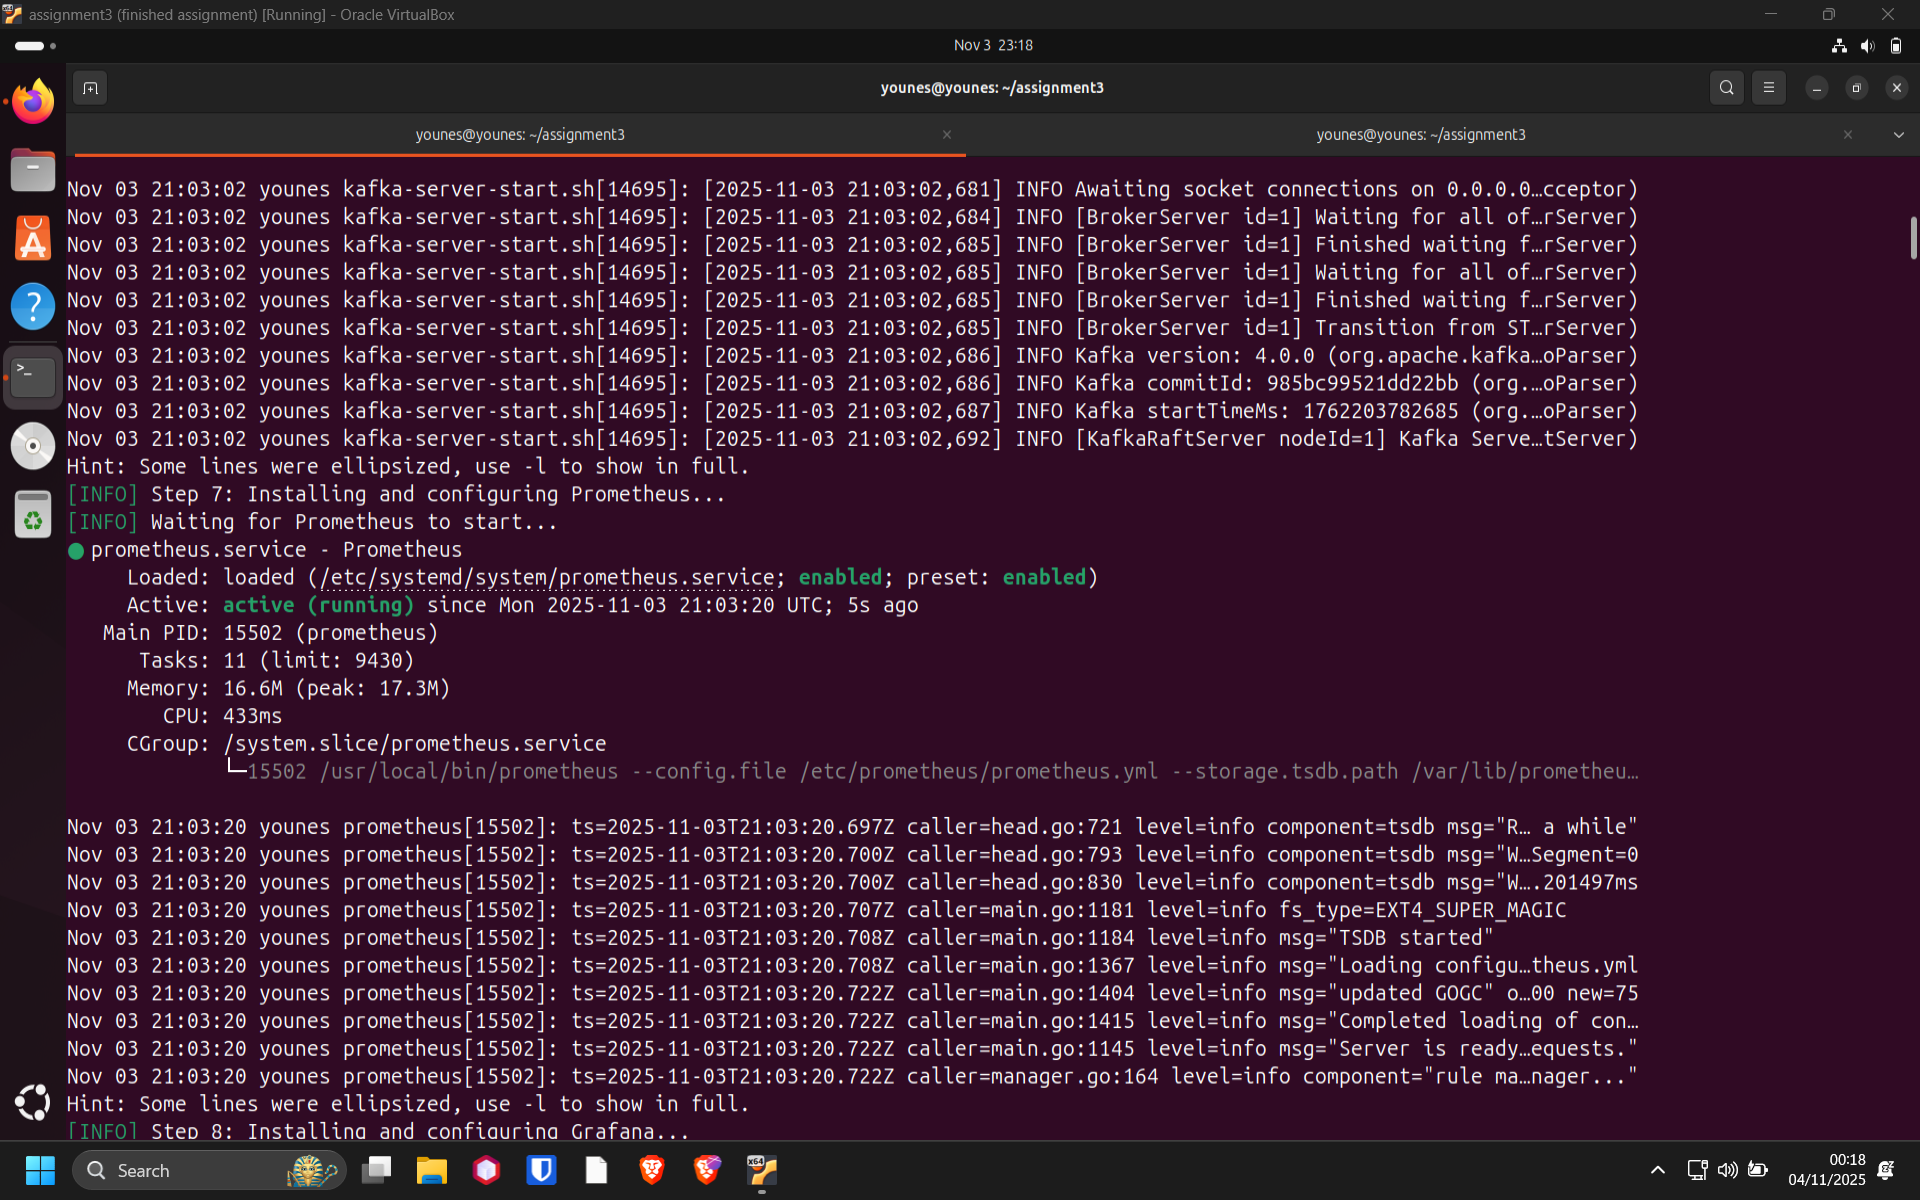 assignment3 (finished assignment) [Running] - Oracle VirtualBox
Nov 3 23:18
younes@younes: ~/assignment3
younes@younes: ~/assignment3
younes@younes: ~/assignment3
Nov 03 21:03:02 younes kafka-server-start.sh[14695]: [2025-11-03 21:03:02,681] INFO Awaiting socket connections on 0.0.0.0…cceptor)
Nov 03 21:03:02 younes kafka-server-start.sh[14695]: [2025-11-03 21:03:02,684] INFO [BrokerServer id=1] Waiting for all of…rServer)
Nov 03 21:03:02 younes kafka-server-start.sh[14695]: [2025-11-03 21:03:02,685] INFO [BrokerServer id=1] Finished waiting f…rServer)
Nov 03 21:03:02 younes kafka-server-start.sh[14695]: [2025-11-03 21:03:02,685] INFO [BrokerServer id=1] Waiting for all of…rServer)
Nov 03 21:03:02 younes kafka-server-start.sh[14695]: [2025-11-03 21:03:02,685] INFO [BrokerServer id=1] Finished waiting f…rServer)
Nov 03 21:03:02 younes kafka-server-start.sh[14695]: [2025-11-03 21:03:02,685] INFO [BrokerServer id=1] Transition from ST…rServer)
Nov 03 21:03:02 younes kafka-server-start.sh[14695]: [2025-11-03 21:03:02,686] INFO Kafka version: 4.0.0 (org.apache.kafka…oParser)
Nov 03 21:03:02 younes kafka-server-start.sh[14695]: [2025-11-03 21:03:02,686] INFO Kafka commitId: 985bc99521dd22bb (org.…oParser)
Nov 03 21:03:02 younes kafka-server-start.sh[14695]: [2025-11-03 21:03:02,687] INFO Kafka startTimeMs: 1762203782685 (org.…oParser)
Nov 03 21:03:02 younes kafka-server-start.sh[14695]: [2025-11-03 21:03:02,692] INFO [KafkaRaftServer nodeId=1] Kafka Serve…tServer)
Hint: Some lines were ellipsized, use -l to show in full.
[INFO] Step 7: Installing and configuring Prometheus...
[INFO] Waiting for Prometheus to start...
● prometheus.service - Prometheus
Loaded: loaded (/etc/systemd/system/prometheus.service; enabled; preset: enabled)
Active: active (running) since Mon 2025-11-03 21:03:20 UTC; 5s ago
Main PID: 15502 (prometheus)
Tasks: 11 (limit: 9430)
Memory: 16.6M (peak: 17.3M)
CPU: 433ms
CGroup: /system.slice/prometheus.service
└─15502 /usr/local/bin/prometheus --config.file /etc/prometheus/prometheus.yml --storage.tsdb.path /var/lib/prometheu…
Nov 03 21:03:20 younes prometheus[15502]: ts=2025-11-03T21:03:20.697Z caller=head.go:721 level=info component=tsdb msg="R… a while"
Nov 03 21:03:20 younes prometheus[15502]: ts=2025-11-03T21:03:20.700Z caller=head.go:793 level=info component=tsdb msg="W…Segment=0
Nov 03 21:03:20 younes prometheus[15502]: ts=2025-11-03T21:03:20.700Z caller=head.go:830 level=info component=tsdb msg="W….201497ms
Nov 03 21:03:20 younes prometheus[15502]: ts=2025-11-03T21:03:20.707Z caller=main.go:1181 level=info fs_type=EXT4_SUPER_MAGIC
Nov 03 21:03:20 younes prometheus[15502]: ts=2025-11-03T21:03:20.708Z caller=main.go:1184 level=info msg="TSDB started"
Nov 03 21:03:20 younes prometheus[15502]: ts=2025-11-03T21:03:20.708Z caller=main.go:1367 level=info msg="Loading configu…theus.yml
Nov 03 21:03:20 younes prometheus[15502]: ts=2025-11-03T21:03:20.722Z caller=main.go:1404 level=info msg="updated GOGC" o…00 new=75
Nov 03 21:03:20 younes prometheus[15502]: ts=2025-11-03T21:03:20.722Z caller=main.go:1415 level=info msg="Completed loading of con…
Nov 03 21:03:20 younes prometheus[15502]: ts=2025-11-03T21:03:20.722Z caller=main.go:1145 level=info msg="Server is ready…equests."
Nov 03 21:03:20 younes prometheus[15502]: ts=2025-11-03T21:03:20.722Z caller=manager.go:164 level=info component="rule ma…nager..."
Hint: Some lines were ellipsized, use -l to show in full.
[INFO] Step 8: Installing and configuring Grafana...
Search
x64
00:18
04/11/2025